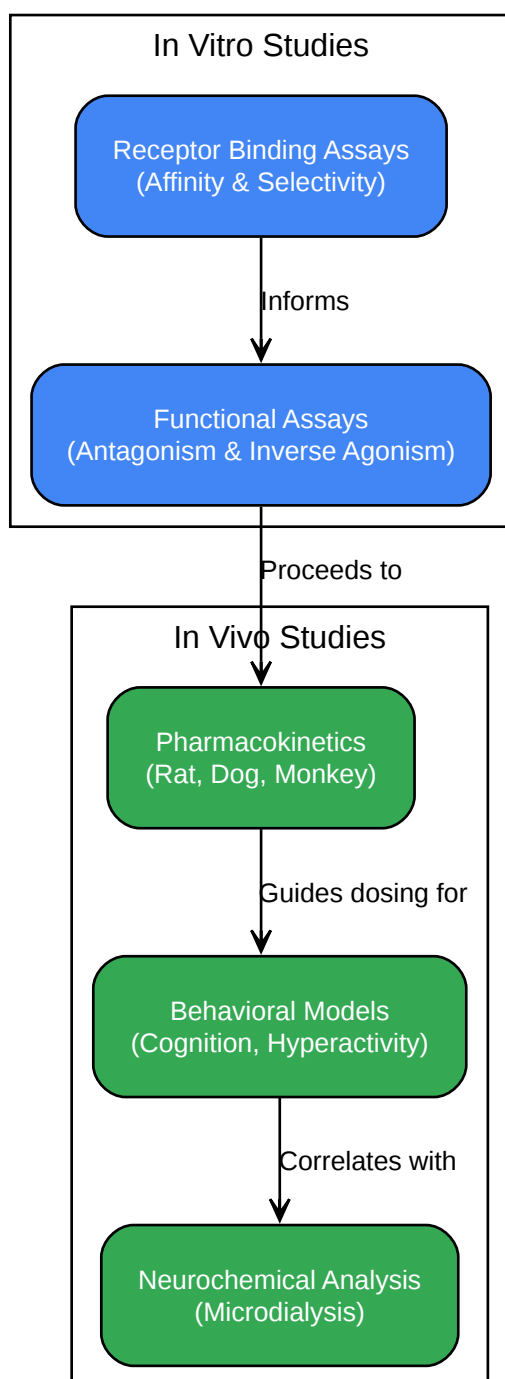 In Vitro Studies
Receptor Binding Assays
(Affinity & Selectivity)
Informs
Functional Assays
(Antagonism & Inverse Agonism)
Proceeds to
In Vivo Studies
Pharmacokinetics
(Rat, Dog, Monkey)
Guides dosing for
Behavioral Models
(Cognition, Hyperactivity)
Correlates with
Neurochemical Analysis
(Microdialysis)